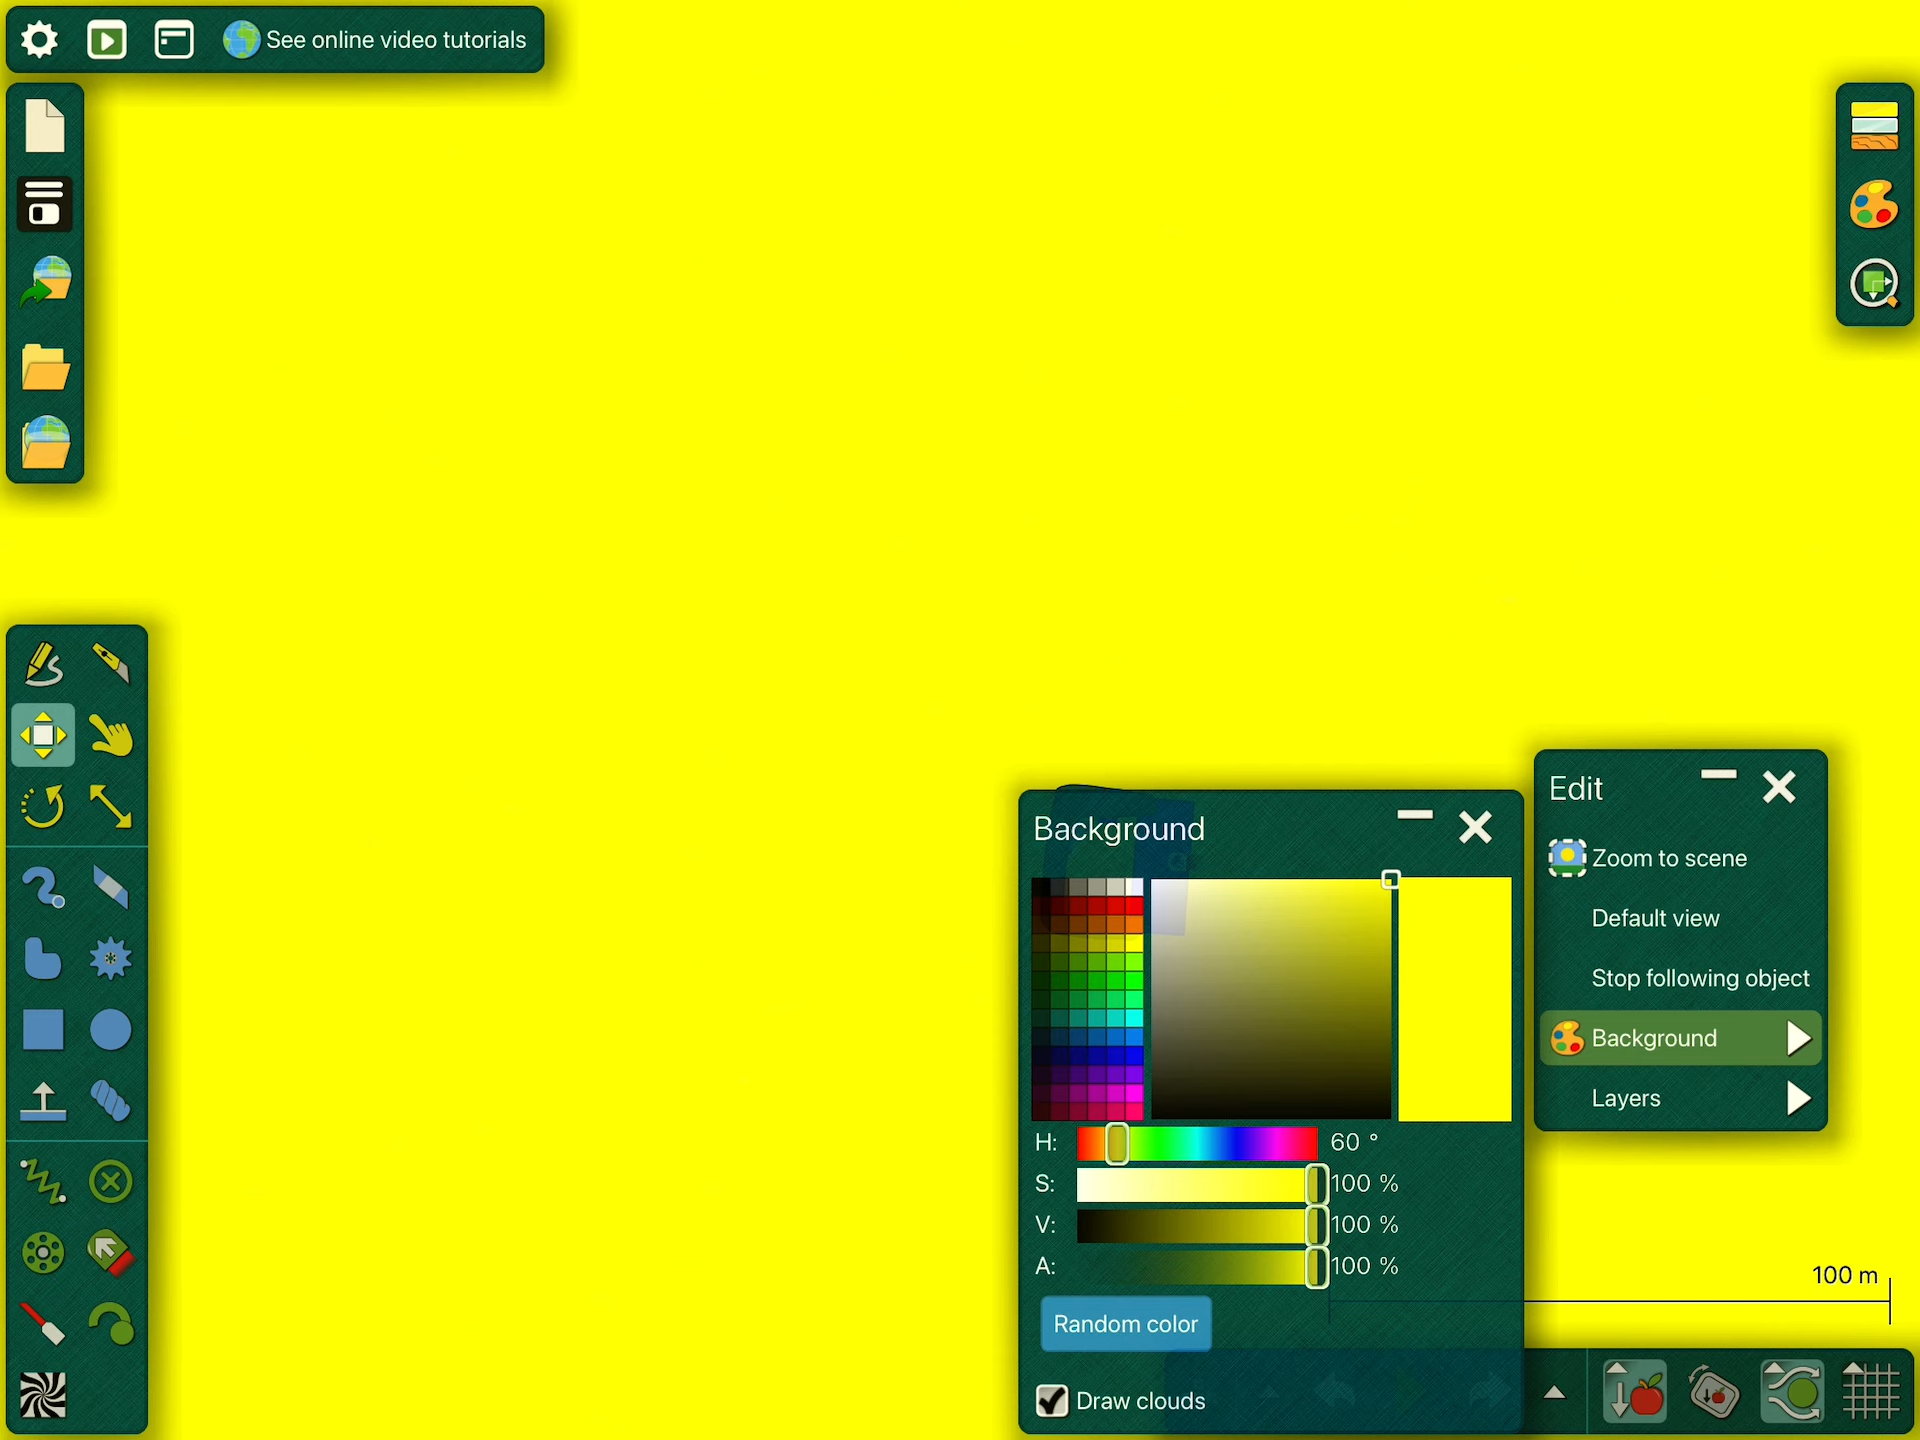 See online video tutorials
Background
H: 60 °
S: 100 %
V: 100 %
A: 100 %
Random color
Draw clouds
Edit
Zoom to scene
Default view
Stop following object
Background
Layers
100 m